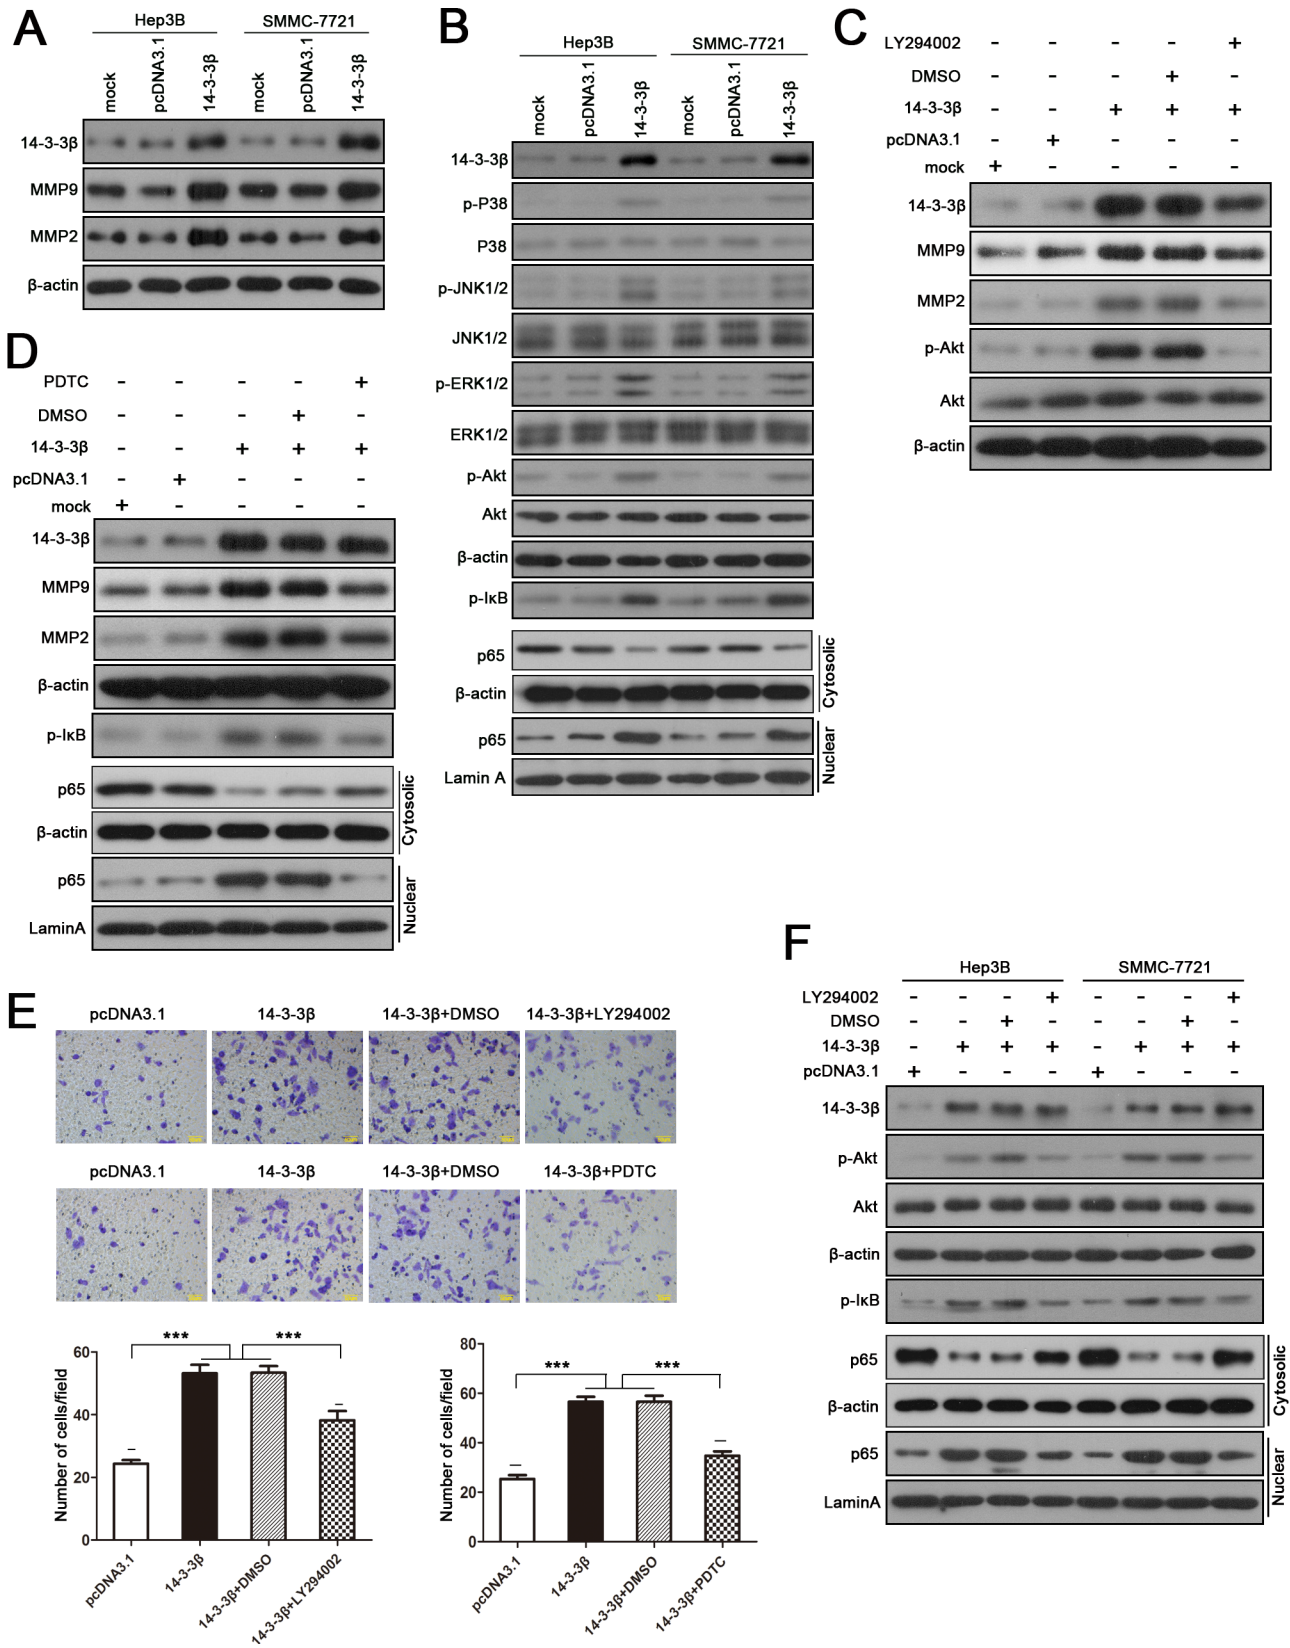 A
Hep3B SMMC-7721
mock pcDNA3.1 14-3-3β mock pcDNA3.1 14-3-3β
14-3-3β
MMP9
MMP2
β-actin
B
Hep3B SMMC-7721
mock pcDNA3.1 14-3-3β mock pcDNA3.1 14-3-3β
14-3-3β
p-P38
P38
p-JNK1/2
JNK1/2
p-ERK1/2
ERK1/2
p-Akt
Akt
β-actin
p-IκB
p65
β-actin
Cytosolic
p65
Lamin A
Nuclear
C
LY294002 - - - - +
DMSO - - - + -
14-3-3β - - + + +
pcDNA3.1 - + - - -
mock + - - - -
14-3-3β
MMP9
MMP2
p-Akt
Akt
β-actin
D
PDTC - - - - +
DMSO - - - + -
14-3-3β - - + + +
pcDNA3.1 - + - - -
mock + - - - -
14-3-3β
MMP9
MMP2
β-actin
p-IκB
p65
β-actin
Cytosolic
p65
LaminA
Nuclear
E
pcDNA3.1 14-3-3β 14-3-3β+DMSO 14-3-3β+LY294002
pcDNA3.1 14-3-3β 14-3-3β+DMSO 14-3-3β+PDTC
Number of cells/field
60
40
20
0
*** ***
pcDNA3.1 14-3-3β 14-3-3β+DMSO 14-3-3β+LY294002
Number of cells/field
80
60
40
20
0
*** ***
pcDNA3.1 14-3-3β 14-3-3β+DMSO 14-3-3β+PDTC
F
Hep3B SMMC-7721
LY294002 - - - + - - - +
DMSO - - + - - - + -
14-3-3β - + + + - + + +
pcDNA3.1 + - - - + - - -
14-3-3β
p-Akt
Akt
β-actin
p-IκB
p65
β-actin
Cytosolic
p65
LaminA
Nuclear